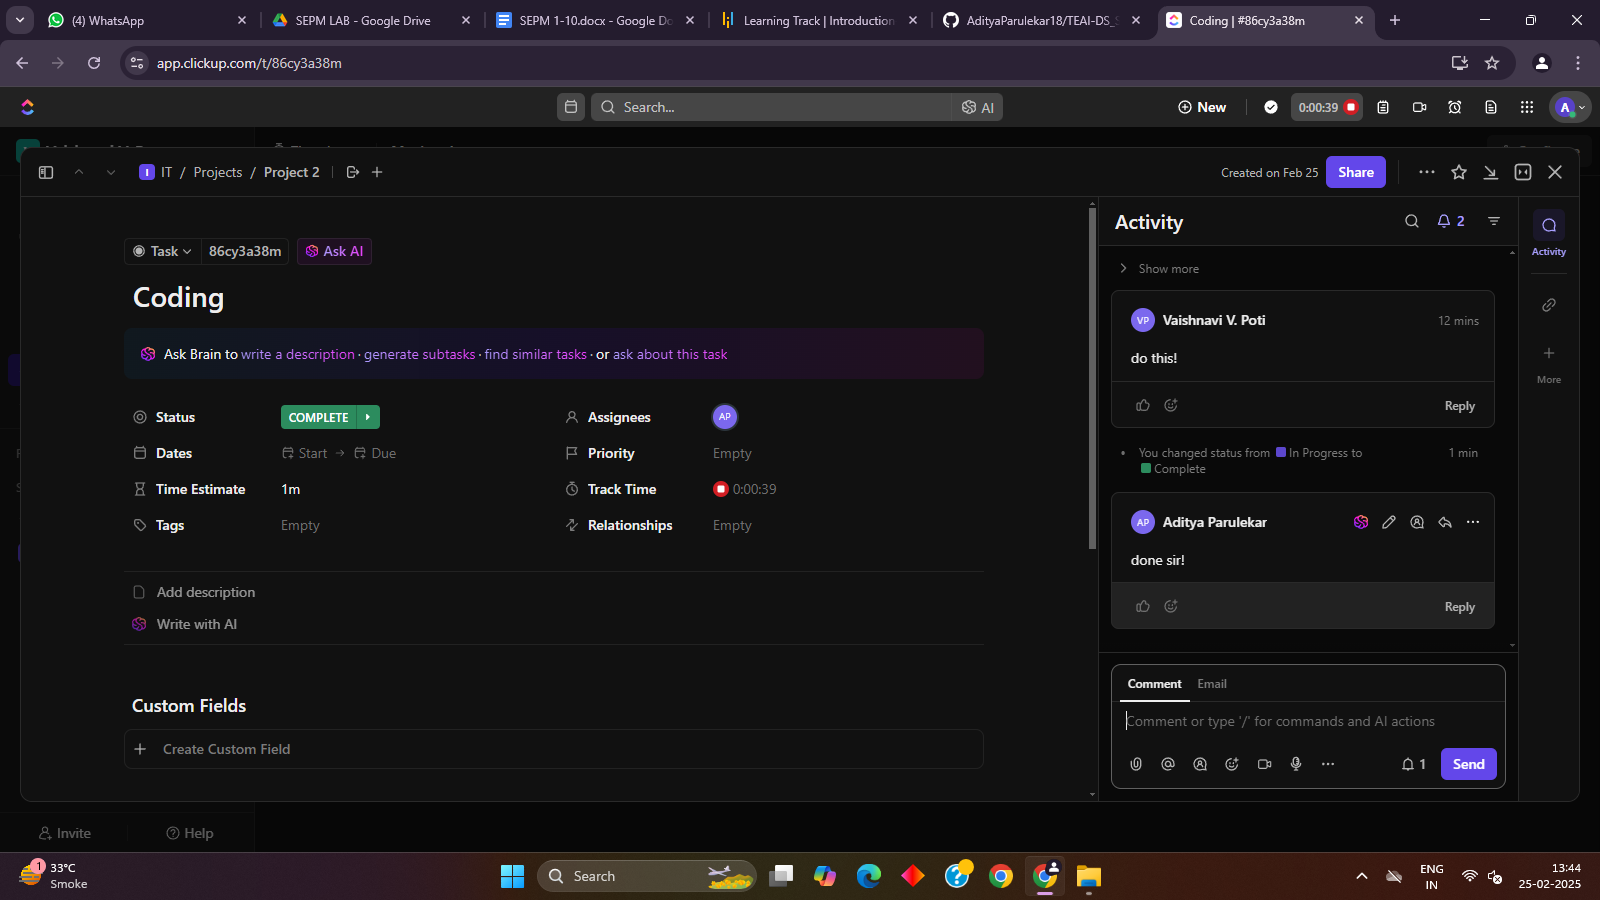 (4) WhatsApp
SEPM LAB - Google Drive
SEPM 1-10.docx - Google Do
Learning Track | Introduction
AdityaParulekar18/TEAI-DS_S
Coding | #86cy3a38m
app.clickup.com/t/86cy3a38m
Search...
AI
New
0:00:39
A
I IT / Projects / Project 2
Created on Feb 25
Share
Task
86cy3a38m
Ask AI
Coding
Ask Brain to write a description · generate subtasks · find similar tasks · or ask about this task
Status
COMPLETE
Assignees
AP
Dates
Start → Due
Priority
Empty
Time Estimate
1m
Track Time
0:00:39
Tags
Empty
Relationships
Empty
Add description
Write with AI
Custom Fields
Create Custom Field
Activity
2
Show more
VP
Vaishnavi V. Poti
12 mins
do this!
Reply
You changed status from In Progress to
Complete
1 min
AP
Aditya Parulekar
done sir!
Reply
Comment
Email
Comment or type '/' for commands and AI actions
1
Send
Activity
More
Invite
Help
1
33°C
Smoke
Search
ENG
IN
13:44
25-02-2025